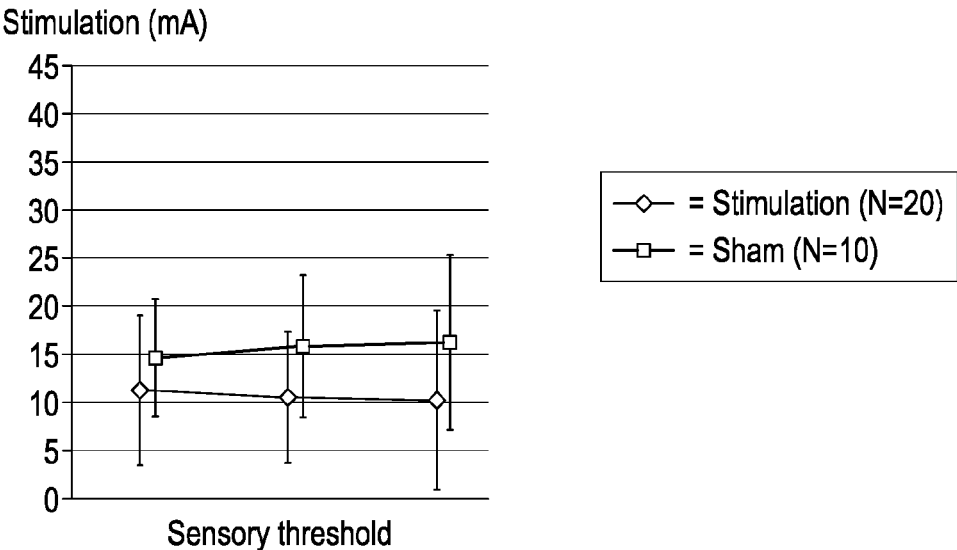 Stimulation (mA)
45
40
35
30
25
20
15
10
5
0
Sensory threshold
= Stimulation (N=20)
= Sham (N=10)